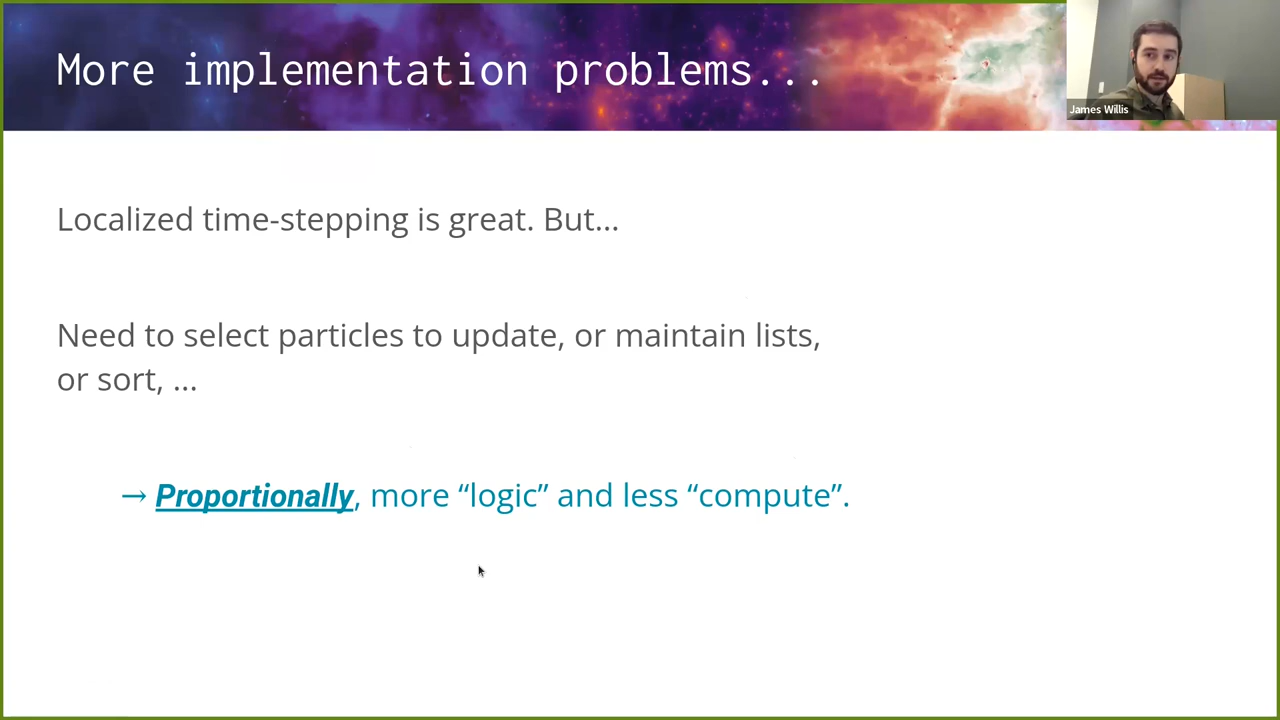 More implementation problems...
James Willis
Localized time-stepping is great. But...
Need to select particles to update, or maintain lists,
or sort, ...
→ Proportionally, more “logic” and less “compute”.